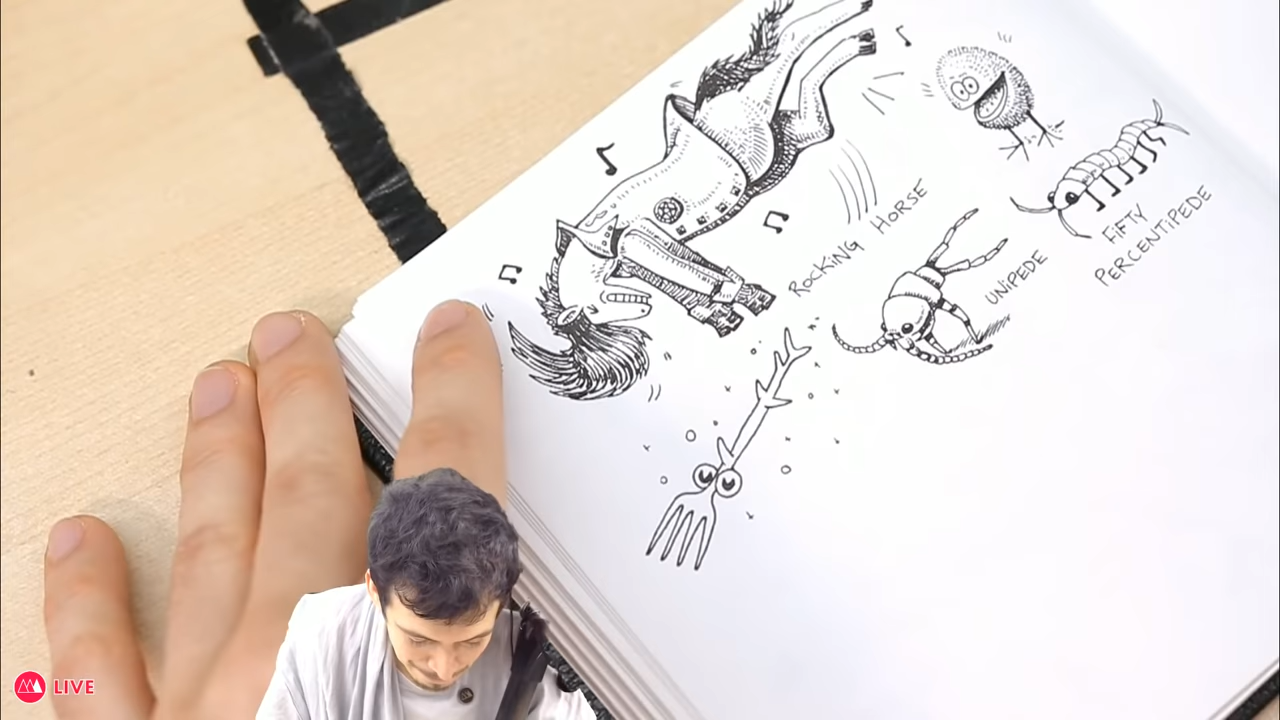 ROCKING HORSE
UNIPEDE
FIFTY
PERCENTIPEDE
LIVE